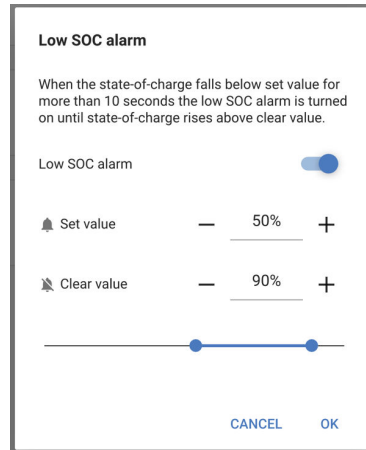 Low SOC alarm
When the state-of-charge falls below set value for
more than 10 seconds the low SOC alarm is turned
on until state-of-charge rises above clear value.
Low SOC alarm
Set value — 50% +
Clear value — 90% +
CANCEL OK